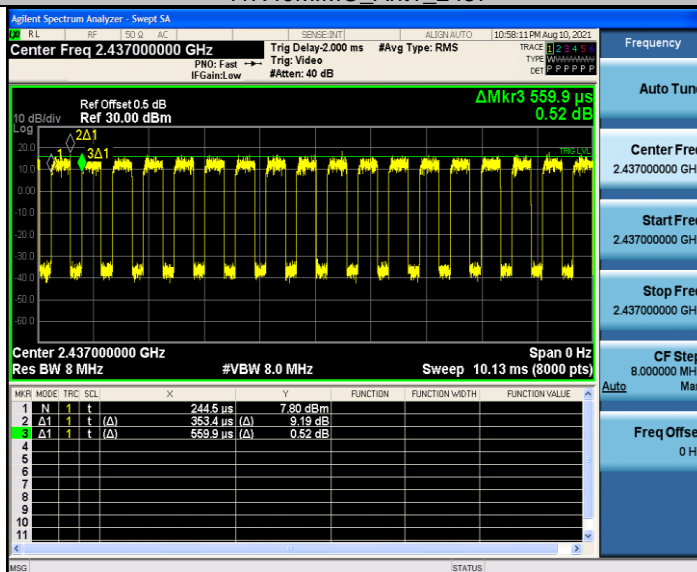 Agilent Spectrum Analyzer - Swept SA
LXI RL RF 50 Ω AC SENSE:INT ALIGN AUTO 10:58:11 PM Aug 10, 2021
Center Freq 2.437000000 GHz
PNO: Fast
IFGain:Low
Trig Delay-2.000 ms
Trig: Video
#Atten: 40 dB
#Avg Type: RMS
TRACE 1 2 3 4 5 6
TYPE W
DET P P P P P P
Frequency
Auto Tune
Center Freq
2.437000000 GH
Start Freq
2.437000000 GH
Stop Freq
2.437000000 GH
CF Step
8.000000 MH
Auto Man
Freq Offse
0 H
ΔMkr3 559.9 µs
0.52 dB
Ref Offset 0.5 dB
10 dB/div Ref 30.00 dBm
Log
20.0
10.0
0.00
-10.0
-20.0
-30.0
-40.0
-50.0
-60.0
1
2Δ1
3Δ1
TRIG LVL
Center 2.437000000 GHz Span 0 Hz
Res BW 8 MHz #VBW 8.0 MHz Sweep 10.13 ms (8000 pts)
MKR MODE TRC SCL X Y FUNCTION FUNCTION WIDTH FUNCTION VALUE
1 N 1 t 244.5 µs 7.80 dBm
2 Δ1 1 t (Δ) 353.4 µs (Δ) 9.19 dB
3 Δ1 1 t (Δ) 559.9 µs (Δ) 0.52 dB
4
5
6
7
8
9
10
11
MSG STATUS